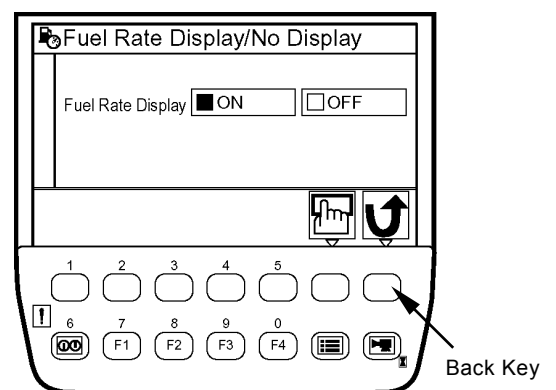 Fuel Rate Display/No Display
Fuel Rate Display ON OFF
1 2 3 4 5
6 7 8 9 0
F1 F2 F3 F4
Back Key